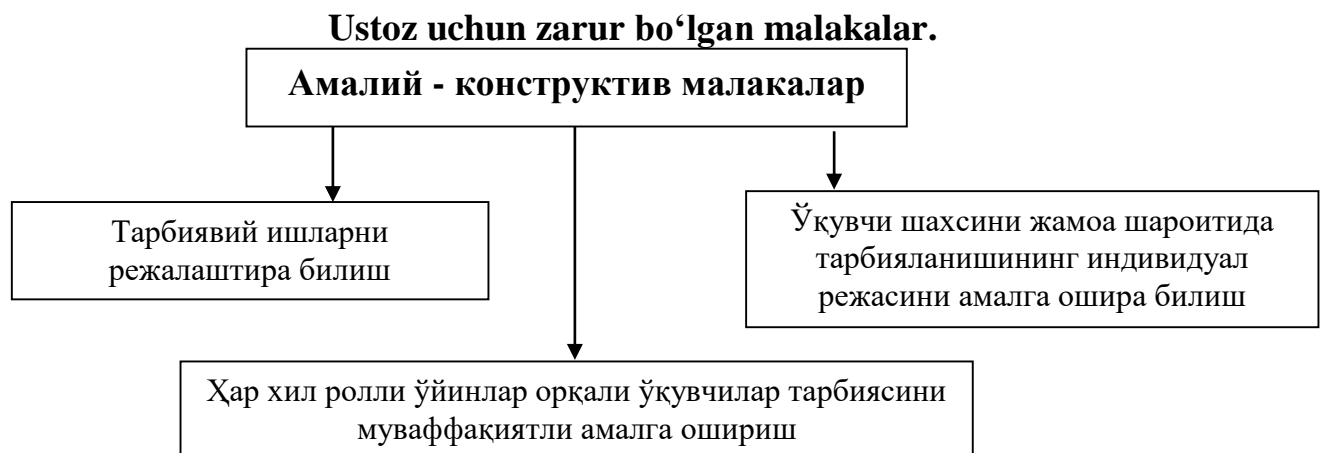 Ustoz uchun zarur bo‘lgan malakalar.
Амалий - конструктив малакалар
Тарбиявий ишларни
режалаштира билиш
Ўқувчи шахсини жамоа шароитида
тарбияланишининг индивидуал
режасини амалга ошира билиш
Ҳар хил ролли ўйинлар орқали ўқувчилар тарбиясини
муваффақиятли амалга ошириш